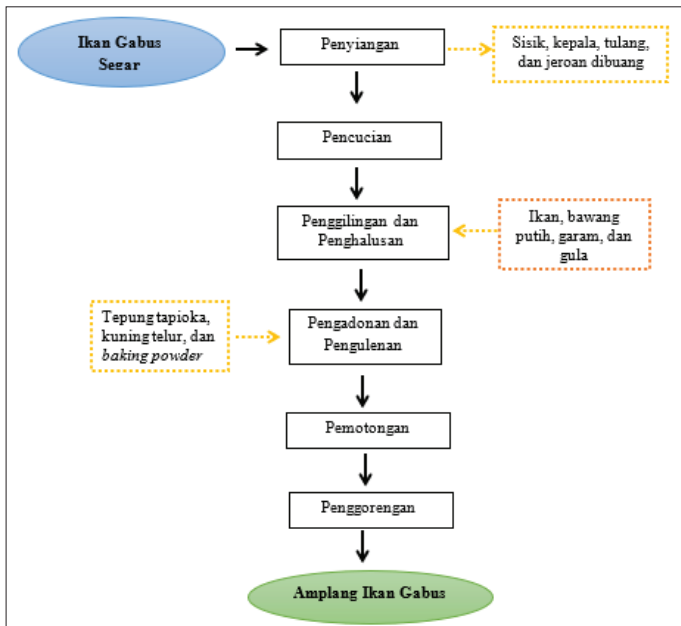 Ikan Gabus
Segar
Penyiangan
Sisik, kepala, tulang,
dan jeroan dibuang
Pencucian
Penggilingan dan
Penghalusan
Ikan, bawang
putih, garam, dan
gula
Tepung tapioka,
kuning telur, dan
baking powder
Pengadonan dan
Pengulenan
Pemotongan
Penggorengan
Amplang Ikan Gabus